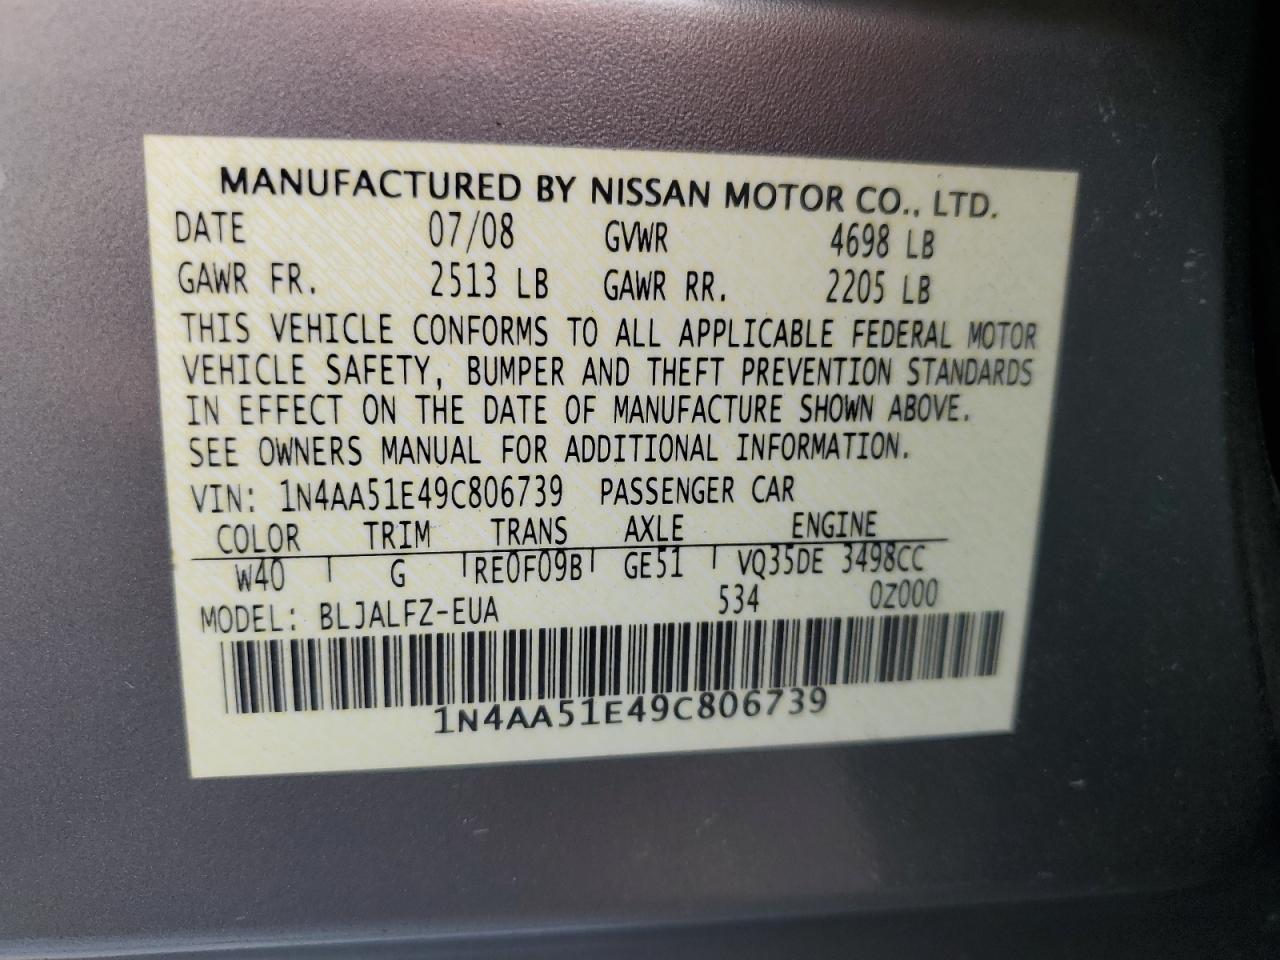 MANUFACTURED BY NISSAN MOTOR CO., LTD.
DATE 07/08 GVWR 4698 LB
GAWR FR. 2513 LB GAWR RR. 2205 LB
THIS VEHICLE CONFORMS TO ALL APPLICABLE FEDERAL MOTOR
VEHICLE SAFETY, BUMPER AND THEFT PREVENTION STANDARDS
IN EFFECT ON THE DATE OF MANUFACTURE SHOWN ABOVE.
SEE OWNERS MANUAL FOR ADDITIONAL INFORMATION.
VIN: 1N4AA51E49C806739 PASSENGER CAR
COLOR TRIM TRANS AXLE ENGINE
W40 G RE0F09B GE51 VQ35DE 3498CC
MODEL: BLJALFZ-EUA 534 0Z000
1N4AA51E49C806739